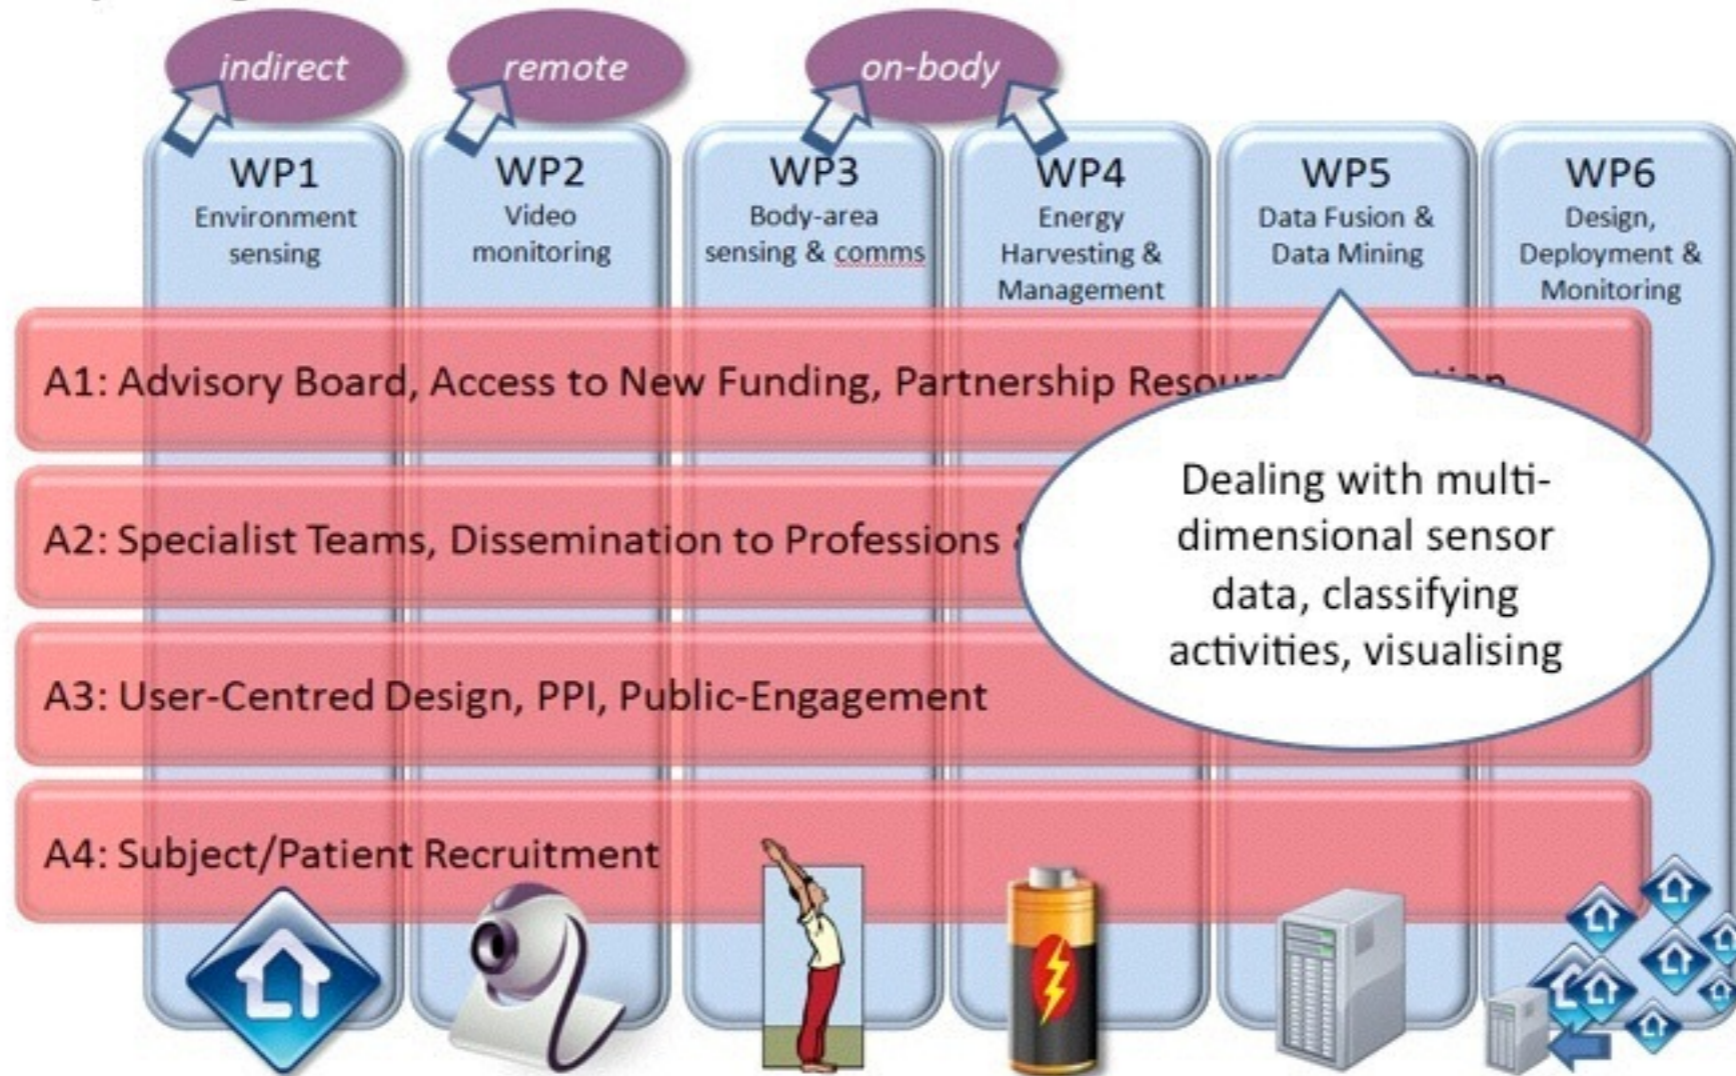 indirect
remote
on-body
WP1
Environment
sensing
WP2
Video
monitoring
WP3
Body-area
sensing & comms
WP4
Energy
Harvesting &
Management
WP5
Data Fusion &
Data Mining
WP6
Design,
Deployment &
Monitoring
A1: Advisory Board, Access to New Funding, Partnership
A2: Specialist Teams, Dissemination to Professions
A3: User-Centred Design, PPI, Public-Engagement
A4: Subject/Patient Recruitment
Dealing with multi-
dimensional sensor
data, classifying
activities, visualising